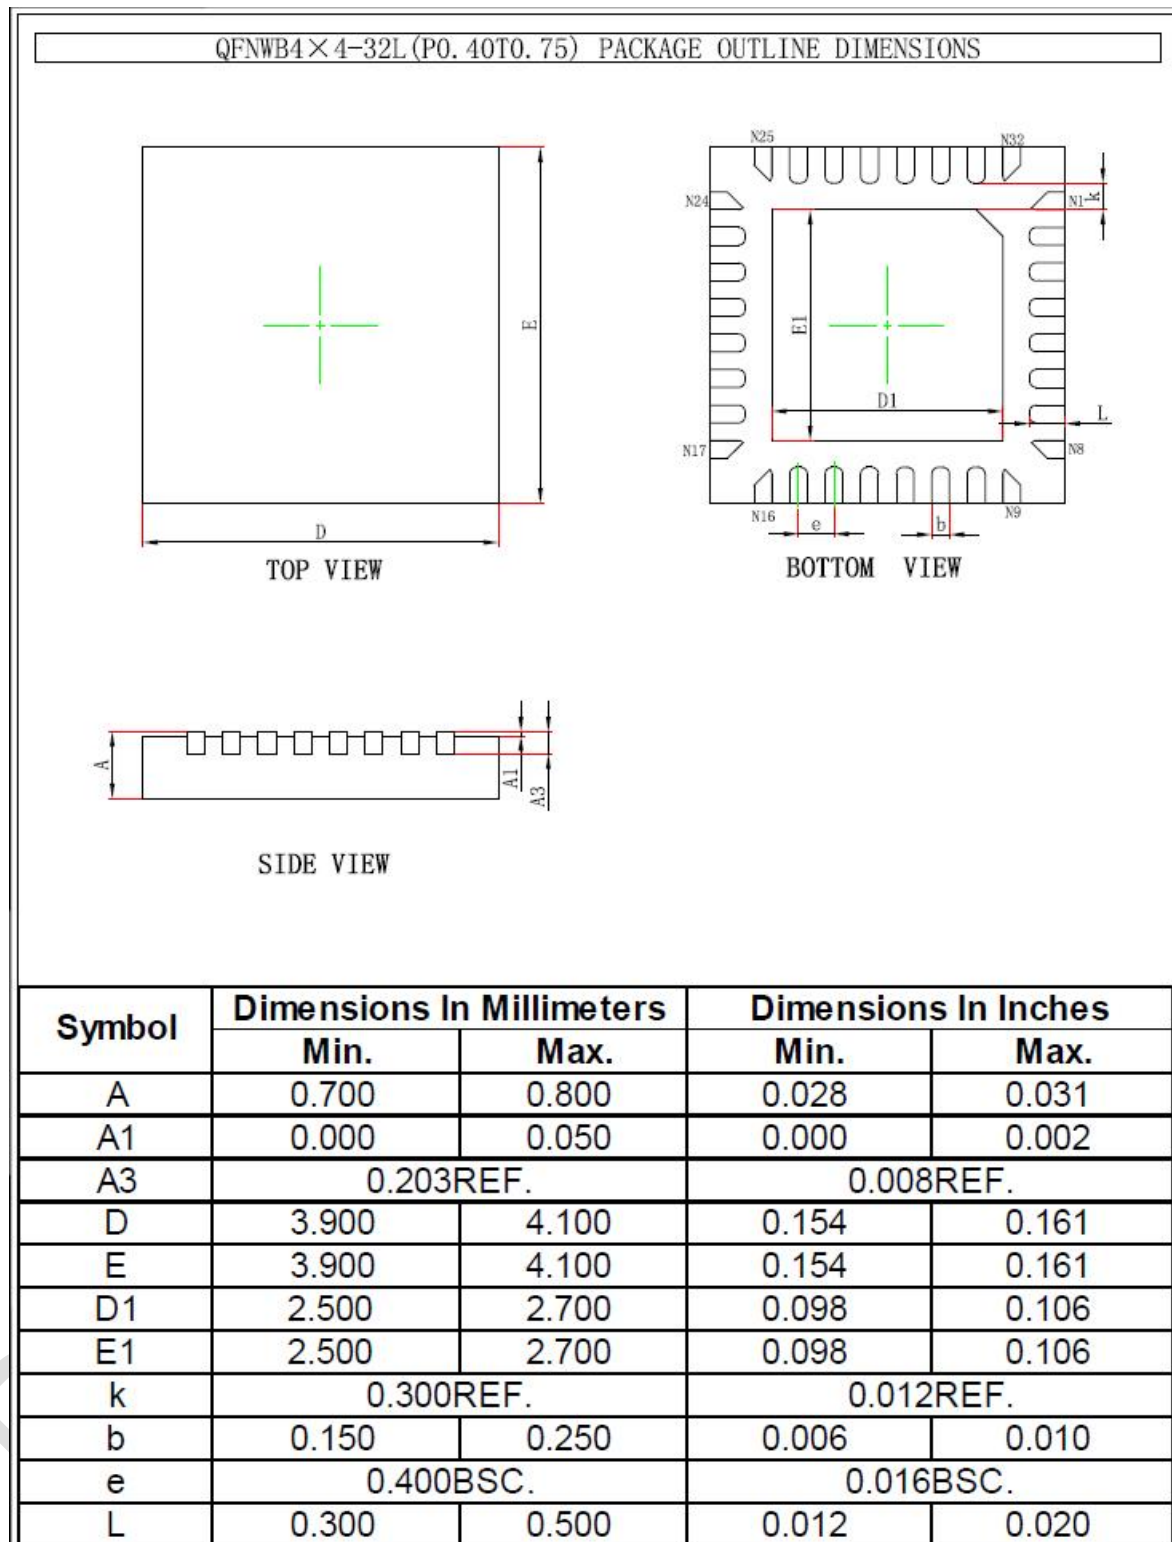 QFNWB4×4-32L(P0.40T0.75) PACKAGE OUTLINE DIMENSIONS
N25 N32
N24 N1 k
E E1
D1
L
N17 N8
N16 e b N9
D
TOP VIEW BOTTOM VIEW
A A1 A3
SIDE VIEW
Symbol Dimensions In Millimeters Dimensions In Inches
Min. Max. Min. Max.
A 0.700 0.800 0.028 0.031
A1 0.000 0.050 0.000 0.002
A3 0.203REF. 0.008REF.
D 3.900 4.100 0.154 0.161
E 3.900 4.100 0.154 0.161
D1 2.500 2.700 0.098 0.106
E1 2.500 2.700 0.098 0.106
k 0.300REF. 0.012REF.
b 0.150 0.250 0.006 0.010
e 0.400BSC. 0.016BSC.
L 0.300 0.500 0.012 0.020